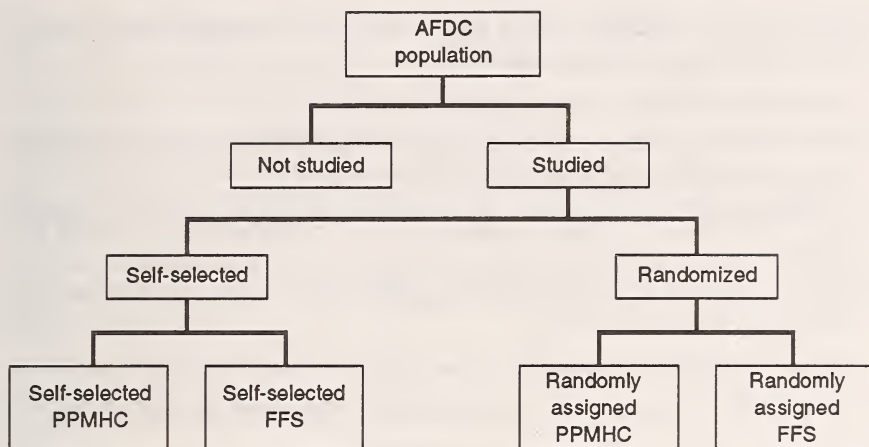 AFDC
population
Not studied
Studied
Self-selected
Randomized
Self-selected
PPMHC
Self-selected
FFS
Randomly
assigned
PPMHC
Randomly
assigned
FFS